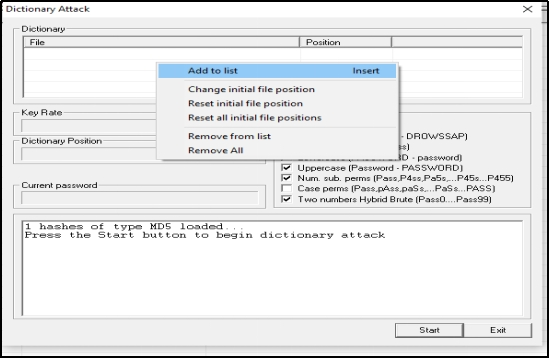 Dictionary Attack
Dictionary
File Position
Add to list Insert
Change initial file position
Reset initial file position
Reset all initial file positions
Remove from list
Remove All
Key Rate
Dictionary Position
Current password
- DROWSSAP)
- password)
Uppercase (Password - PASSWORD)
Num. sub. perms (Pass,P4ss,Pa5s,...P45s...P455)
Case perms (Pass,pAss,paSs,...PaSs...PASS)
Two numbers Hybrid Brute (Pass0....Pass99)
1 hashes of type MD5 loaded...
Press the Start button to begin dictionary attack
Start Exit